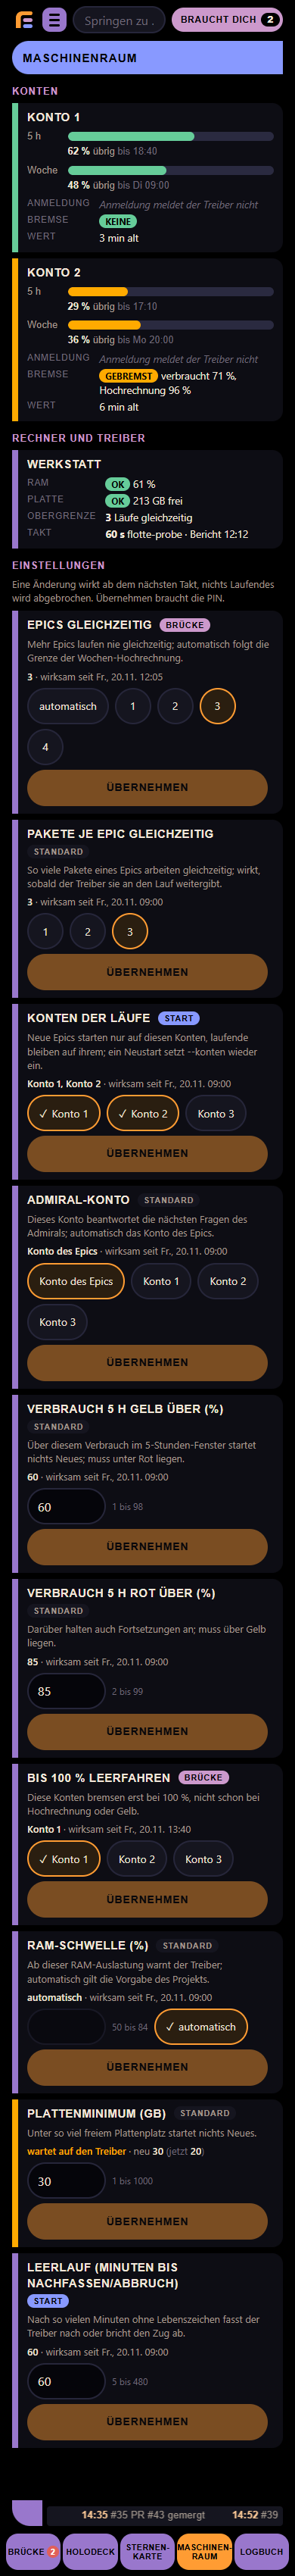 Springen zu .
BRAUCHT DICH 2
MASCHINENRAUM
KONTEN
KONTO 1
5 h
62 % übrig bis 18:40
Woche
48 % übrig bis Di 09:00
ANMELDUNG Anmeldung meldet der Treiber nicht
BREMSE KEINE
WERT 3 min alt
KONTO 2
5 h
29 % übrig bis 17:10
Woche
36 % übrig bis Mo 20:00
ANMELDUNG Anmeldung meldet der Treiber nicht
BREMSE GEBREMST verbraucht 71 %,
Hochrechnung 96 %
WERT 6 min alt
RECHNER UND TREIBER
WERKSTATT
RAM OK 61 %
PLATTE OK 213 GB frei
OBERGRENZE 3 Läufe gleichzeitig
TAKT 60 s flotte-probe · Bericht 12:12
EINSTELLUNGEN
Eine Änderung wirkt ab dem nächsten Takt, nichts Laufendes
wird abgebrochen. Übernehmen braucht die PIN.
EPICS GLEICHZEITIG BRÜCKE
Mehr Epics laufen nie gleichzeitig; automatisch folgt die
Grenze der Wochen-Hochrechnung.
3 · wirksam seit Fr., 20.11. 12:05
automatisch 1 2 3
4
ÜBERNEHMEN
PAKETE JE EPIC GLEICHZEITIG
STANDARD
So viele Pakete eines Epics arbeiten gleichzeitig; wirkt,
sobald der Treiber sie an den Lauf weitergibt.
3 · wirksam seit Fr., 20.11. 09:00
1 2 3
ÜBERNEHMEN
KONTEN DER LÄUFE START
Neue Epics starten nur auf diesen Konten, laufende
bleiben auf ihrem; ein Neustart setzt --konten wieder
ein.
Konto 1, Konto 2 · wirksam seit Fr., 20.11. 09:00
✓ Konto 1 ✓ Konto 2 Konto 3
ÜBERNEHMEN
ADMIRAL-KONTO STANDARD
Dieses Konto beantwortet die nächsten Fragen des
Admirals; automatisch das Konto des Epics.
Konto des Epics · wirksam seit Fr., 20.11. 09:00
Konto des Epics Konto 1 Konto 2
Konto 3
ÜBERNEHMEN
VERBRAUCH 5 H GELB ÜBER (%)
STANDARD
Über diesem Verbrauch im 5-Stunden-Fenster startet
nichts Neues; muss unter Rot liegen.
60 · wirksam seit Fr., 20.11. 09:00
60 1 bis 98
ÜBERNEHMEN
VERBRAUCH 5 H ROT ÜBER (%)
STANDARD
Darüber halten auch Fortsetzungen an; muss über Gelb
liegen.
85 · wirksam seit Fr., 20.11. 09:00
85 2 bis 99
ÜBERNEHMEN
BIS 100 % LEERFAHREN BRÜCKE
Diese Konten bremsen erst bei 100 %, nicht schon bei
Hochrechnung oder Gelb.
Konto 1 · wirksam seit Fr., 20.11. 13:40
✓ Konto 1 Konto 2 Konto 3
ÜBERNEHMEN
RAM-SCHWELLE (%) STANDARD
Ab dieser RAM-Auslastung warnt der Treiber;
automatisch gilt die Vorgabe des Projekts.
automatisch · wirksam seit Fr., 20.11. 09:00
50 bis 84 ✓ automatisch
ÜBERNEHMEN
PLATTENMINIMUM (GB) STANDARD
Unter so viel freiem Plattenplatz startet nichts Neues.
wartet auf den Treiber · neu 30 (jetzt 20)
30 1 bis 1000
ÜBERNEHMEN
LEERLAUF (MINUTEN BIS
NACHFASSEN/ABBRUCH)
START
Nach so vielen Minuten ohne Lebenszeichen fasst der
Treiber nach oder bricht den Zug ab.
60 · wirksam seit Fr., 20.11. 09:00
60 5 bis 480
ÜBERNEHMEN
14:35 #35 PR #43 gemergt 14:52 #39
BRÜCKE 2
HOLODECK
STERNEN-
KARTE
MASCHINEN-
RAUM
LOGBUCH